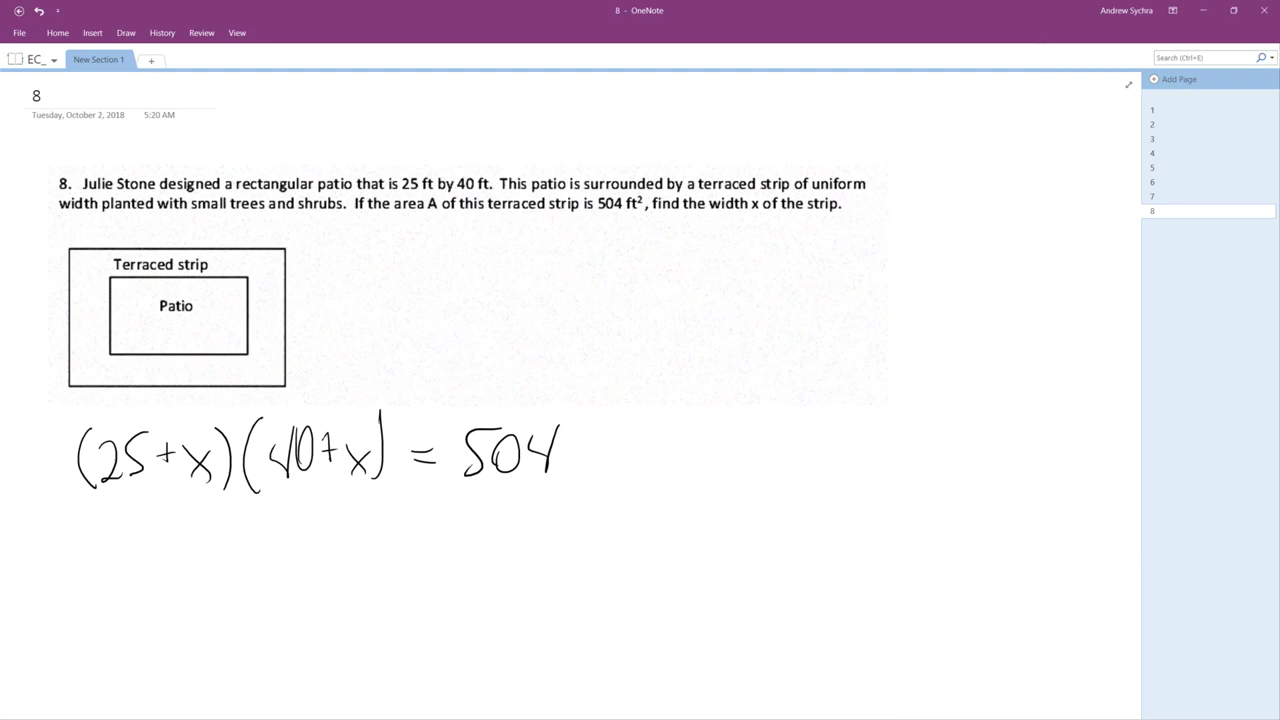 8 - OneNote
Andrew Sychra
File Home Insert Draw History Review View
EC_ New Section 1 +
Search (Ctrl+E)
Add Page
8
Tuesday, October 2, 2018 5:20 AM
1
2
3
4
5
6
7
8
8. Julie Stone designed a rectangular patio that is 25 ft by 40 ft. This patio is surrounded by a terraced strip of uniform
width planted with small trees and shrubs. If the area A of this terraced strip is 504 ft², find the width x of the strip.
Terraced strip
Patio
(25+x)(40+x) = 504